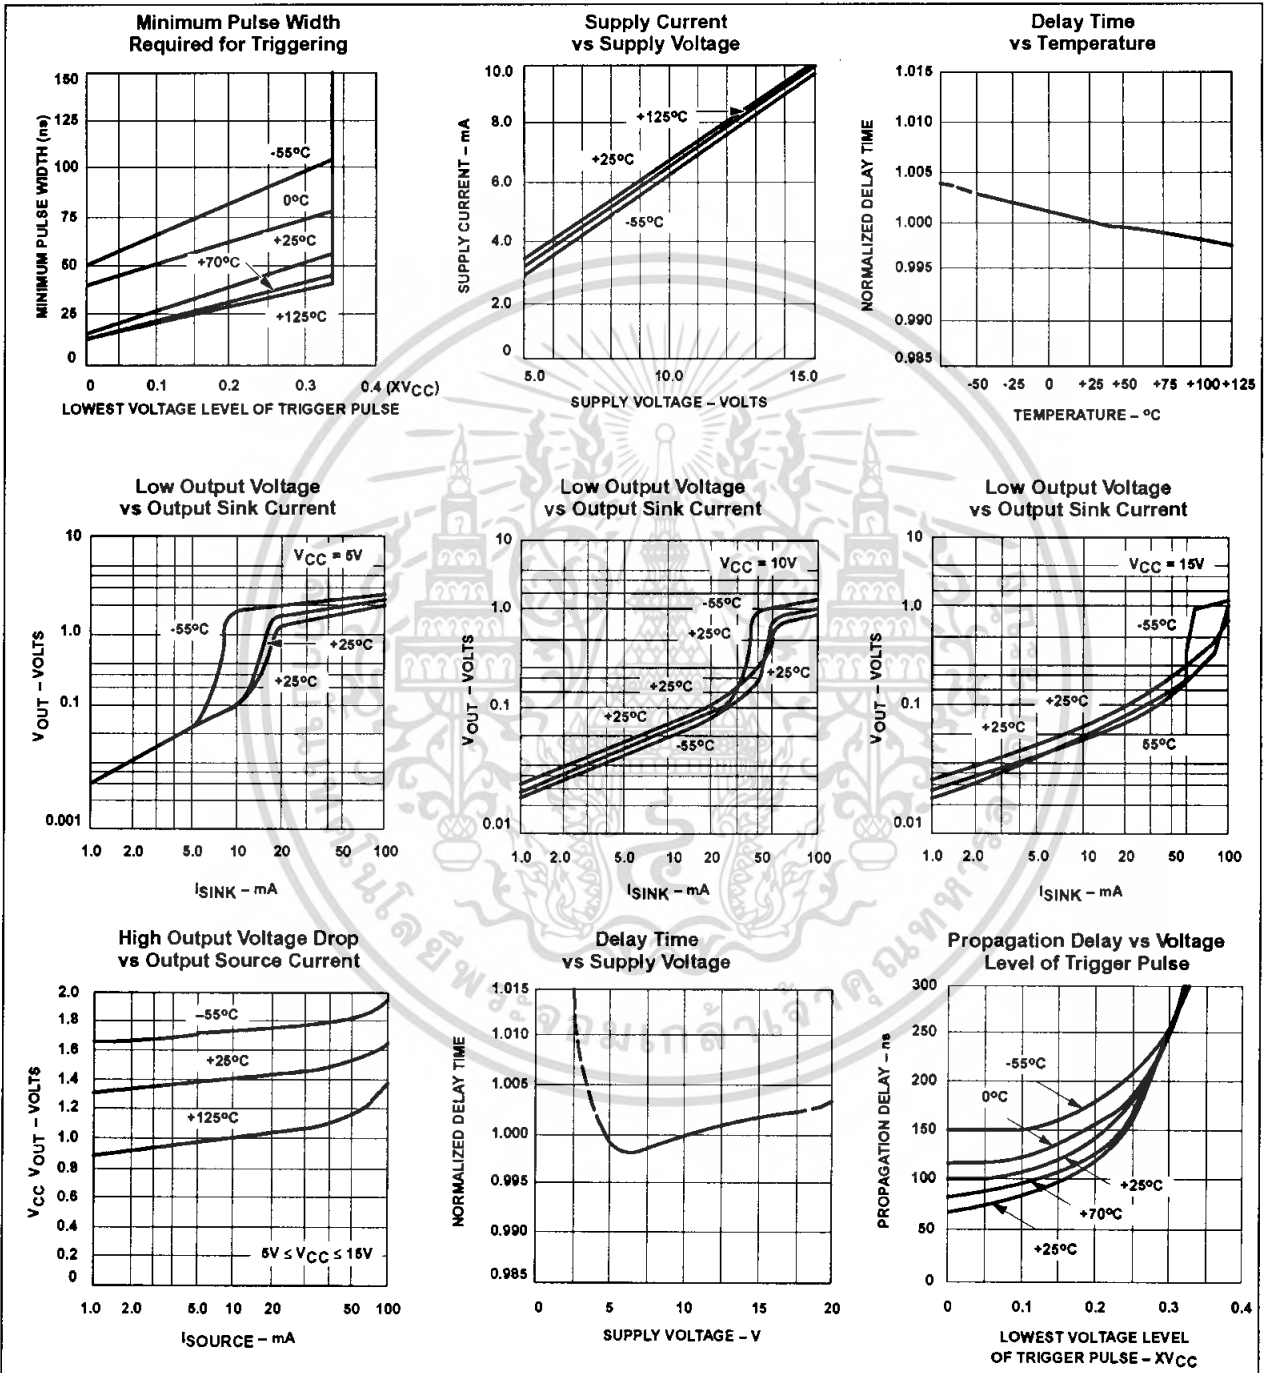 Minimum Pulse Width
Required for Triggering
MINIMUM PULSE WIDTH (ns)
150
125
100
75
50
25
0
-55°C
0°C
+25°C
+70°C
+125°C
0 0.1 0.2 0.3 0.4 (XVCC)
LOWEST VOLTAGE LEVEL OF TRIGGER PULSE
Supply Current
vs Supply Voltage
SUPPLY CURRENT – mA
10.0
8.0
6.0
4.0
2.0
0
+125°C
+25°C
-55°C
5.0 10.0 15.0
SUPPLY VOLTAGE – VOLTS
Delay Time
vs Temperature
NORMALIZED DELAY TIME
1.015
1.010
1.005
1.000
0.995
0.990
0.985
-50 -25 0 +25 +50 +75 +100 +125
TEMPERATURE – °C
Low Output Voltage
vs Output Sink Current
VOUT – VOLTS
10
1.0
0.1
0.001
VCC = 5V
-55°C
+25°C
+25°C
1.0 2.0 5.0 10 20 50 100
ISINK – mA
Low Output Voltage
vs Output Sink Current
VOUT – VOLTS
10
1.0
0.1
0.01
VCC = 10V
-55°C
+25°C
+25°C
+25°C
+25°C
-55°C
1.0 2.0 5.0 10 20 50 100
ISINK – mA
Low Output Voltage
vs Output Sink Current
VOUT – VOLTS
10
1.0
0.1
0.01
VCC = 15V
-55°C
+25°C
+25°C
55°C
1.0 2.0 5.0 10 20 50 100
ISINK – mA
High Output Voltage Drop
vs Output Source Current
VCC VOUT – VOLTS
2.0
1.8
1.6
1.4
1.2
1.0
0.8
0.6
0.4
0.2
0
–55°C
+25°C
+125°C
5V ≤ VCC ≤ 15V
1.0 2.0 5.0 10 20 50 100
ISOURCE – mA
Delay Time
vs Supply Voltage
NORMALIZED DELAY TIME
1.015
1.010
1.005
1.000
0.995
0.990
0.985
0 5 10 15 20
SUPPLY VOLTAGE – V
Propagation Delay vs Voltage
Level of Trigger Pulse
PROPAGATION DELAY – ns
300
250
200
150
100
50
0
-55°C
0°C
+25°C
+70°C
+25°C
0 0.1 0.2 0.3 0.4
LOWEST VOLTAGE LEVEL
OF TRIGGER PULSE – XVCC